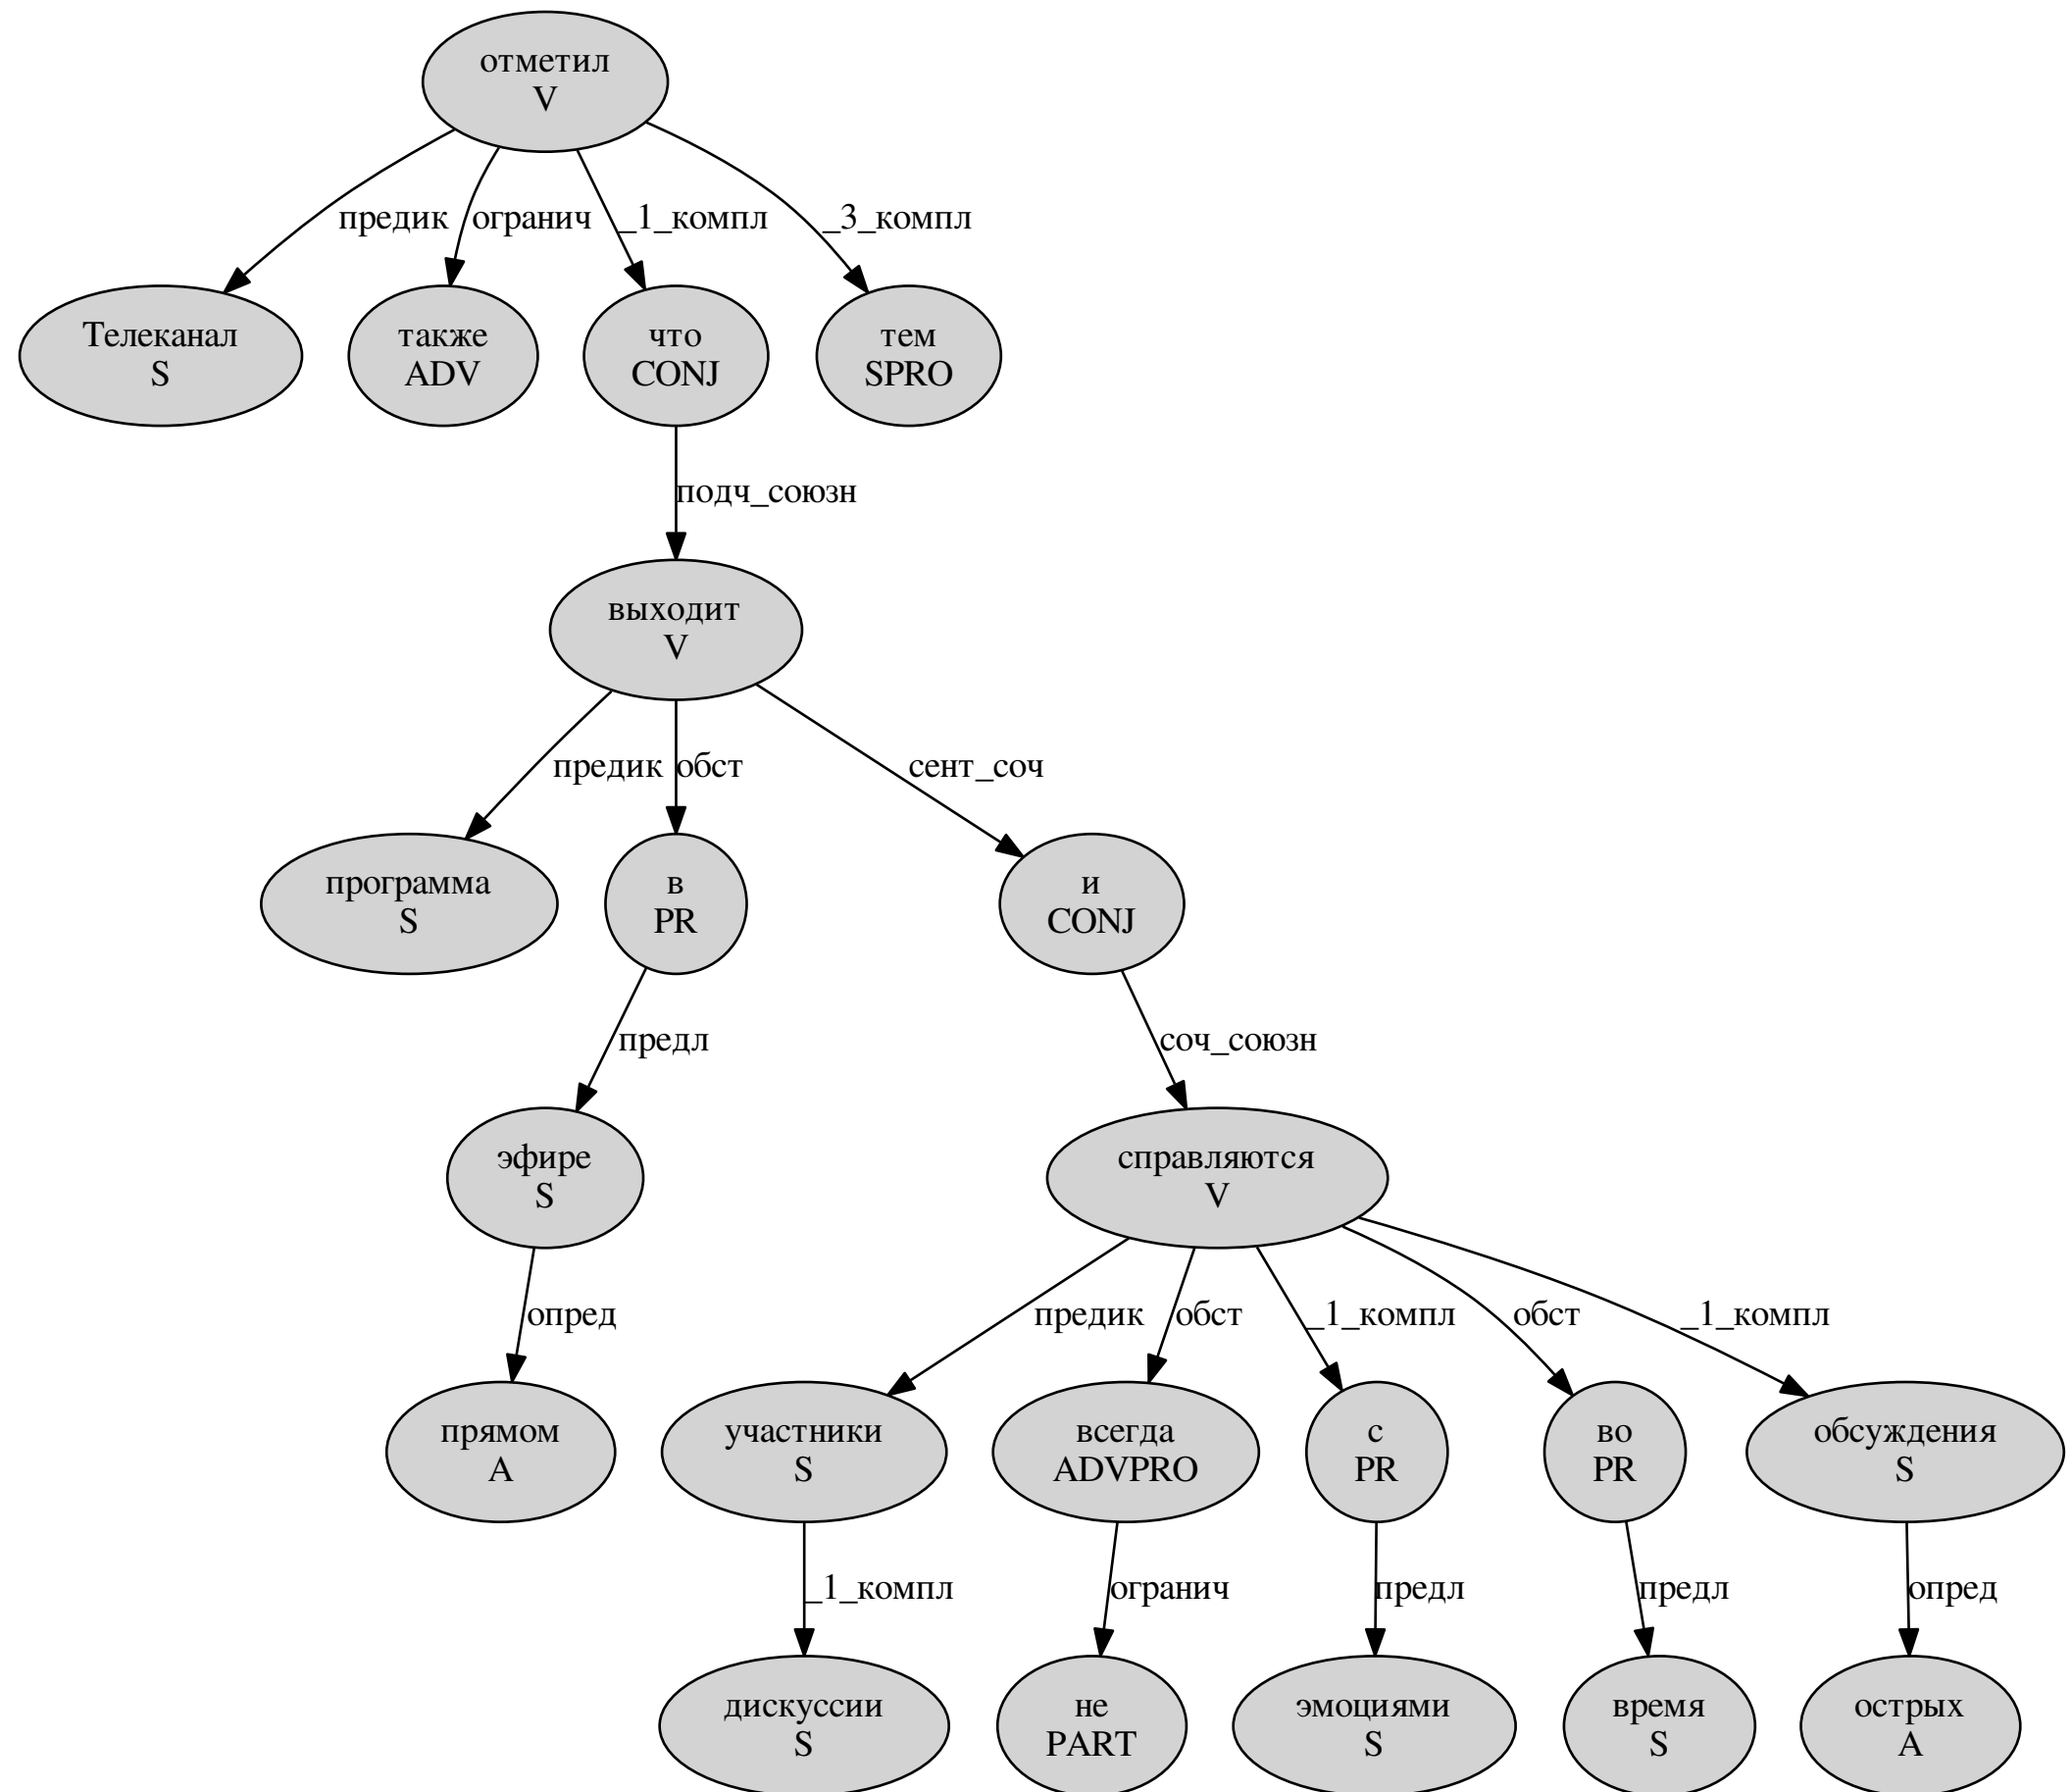 отметил
V
предик
огранич
_1_компл
_3_компл
Телеканал
S
также
ADV
что
CONJ
тем
SPRO
подч_союзн
выходит
V
предик
обст
сент_соч
программа
S
в
PR
и
CONJ
предл
соч_союзн
эфире
S
справляются
V
опред
предик
обст
_1_компл
обст
_1_компл
прямом
A
участники
S
всегда
ADVPRO
с
PR
во
PR
обсуждения
S
_1_компл
огранич
предл
предл
опред
дискуссии
S
не
PART
эмоциями
S
время
S
острых
A